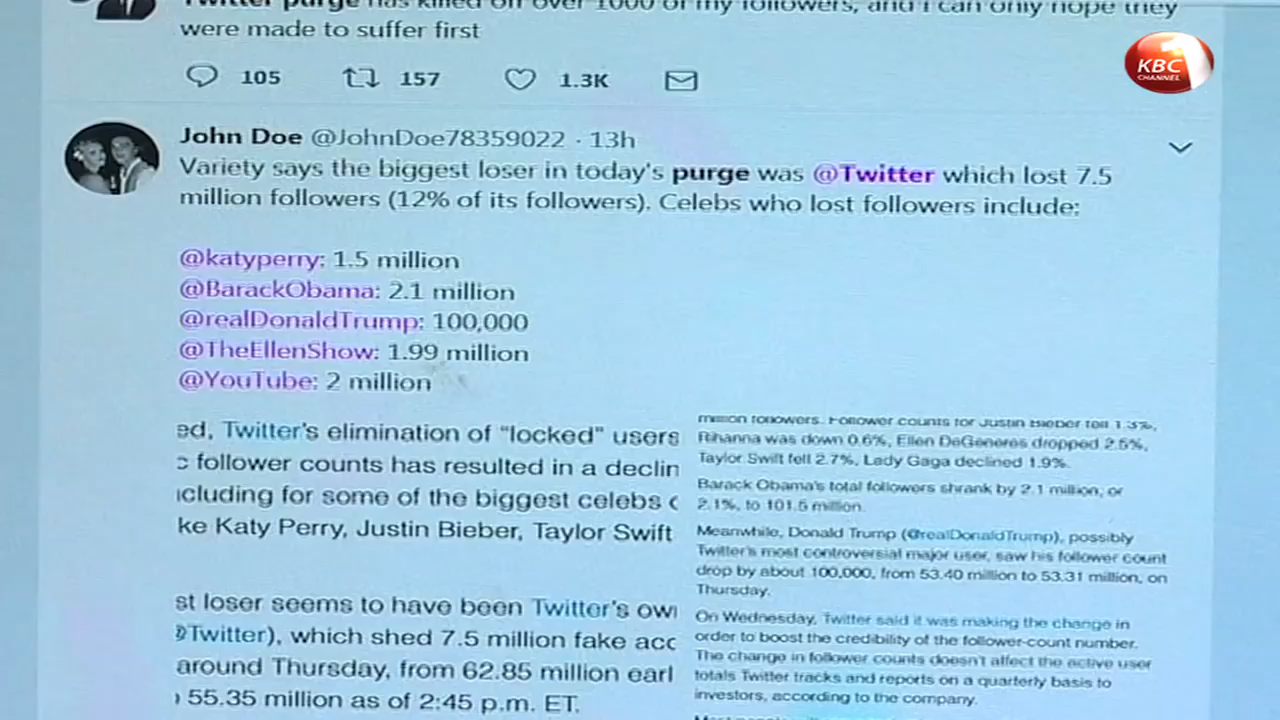 Twitter purge has killed off over 1000 of my followers, and I can only hope they
were made to suffer first
105 157 1.3K
KBC 1
CHANNEL
John Doe @JohnDoe78359022 · 13h
Variety says the biggest loser in today's purge was @Twitter which lost 7.5
million followers (12% of its followers). Celebs who lost followers include:
@katyperry: 1.5 million
@BarackObama: 2.1 million
@realDonaldTrump: 100,000
@TheEllenShow: 1.99 million
@YouTube: 2 million
ed, Twitter's elimination of "locked" users
follower counts has resulted in a declin
cluding for some of the biggest celebs
ke Katy Perry, Justin Bieber, Taylor Swift
st loser seems to have been Twitter's own
@Twitter), which shed 7.5 million fake acc
around Thursday, from 62.85 million earl
55.35 million as of 2:45 p.m. ET.
million followers. Follower counts for Justin Bieber fell 1.3%,
Rihanna was down 0.6%, Ellen DeGeneres dropped 2.5%,
Taylor Swift fell 2.7%, Lady Gaga declined 1.9%.
Barack Obama's total followers shrank by 2.1 million, or
2.1%, to 101.5 million.
Meanwhile, Donald Trump (@realDonaldTrump), possibly
Twitter's most controversial major user, saw his follower count
drop by about 100,000, from 53.40 million to 53.31 million, on
Thursday.
On Wednesday, Twitter said it was making the change in
order to boost the credibility of the follower-count number.
The change in follower counts doesn't affect the active user
totals Twitter tracks and reports on a quarterly basis to
investors, according to the company.